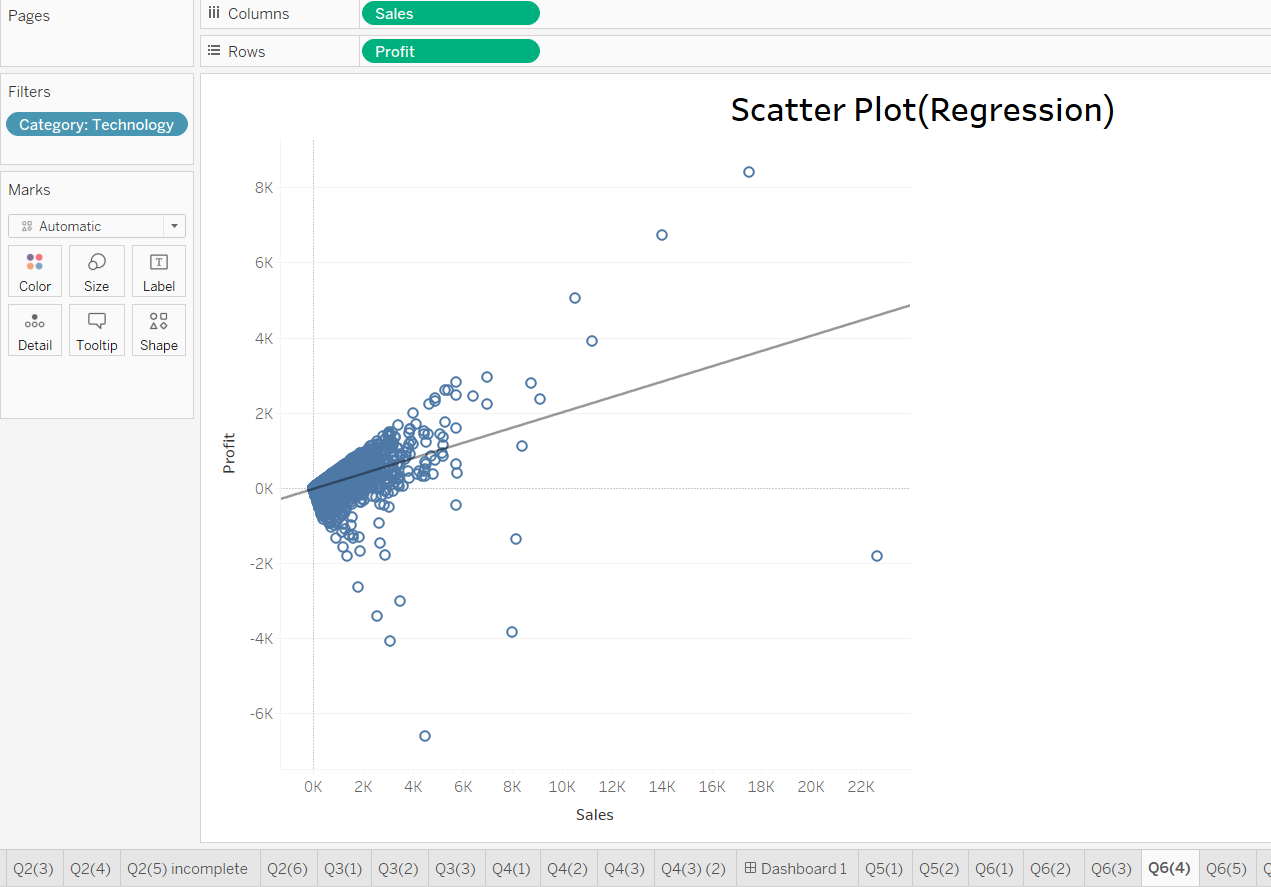 Pages
Columns
Sales
Rows
Profit
Filters
Category: Technology
Marks
Automatic
Color
Size
T
Label
Detail
Tooltip
Shape
Scatter Plot(Regression)
8K
6K
4K
2K
0K
-2K
-4K
-6K
Profit
0K 2K 4K 6K 8K 10K 12K 14K 16K 18K 20K 22K
Sales
Q2(3) Q2(4) Q2(5) incomplete Q2(6) Q3(1) Q3(2) Q3(3) Q4(1) Q4(2) Q4(3) Q4(3) (2) Dashboard 1 Q5(1) Q5(2) Q6(1) Q6(2) Q6(3) Q6(4) Q6(5)